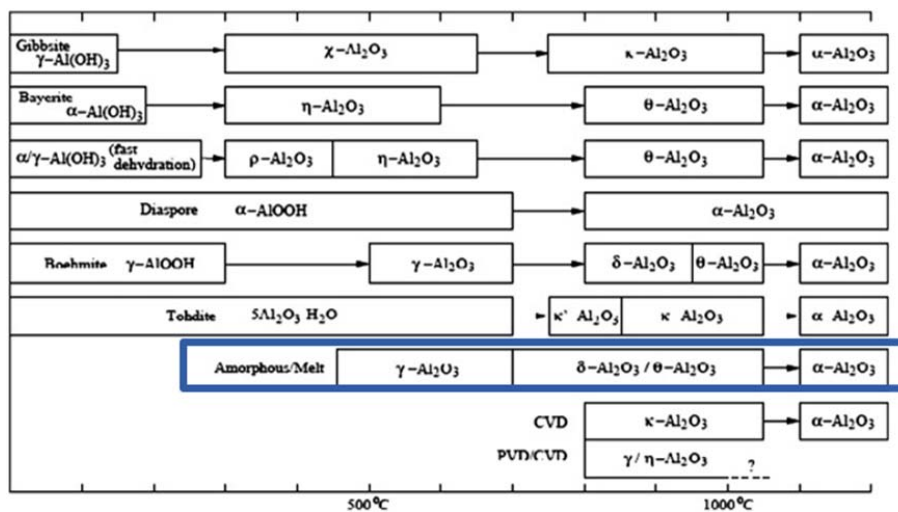 Gibbsite
γ-Al(OH)₃ χ-Al₂O₃ κ-Al₂O₃ α-Al₂O₃
Bayerite
α-Al(OH)₃ η-Al₂O₃ θ-Al₂O₃ α-Al₂O₃
α/γ-Al(OH)₃ (fast dehydration) ρ-Al₂O₃ η-Al₂O₃ θ-Al₂O₃ α-Al₂O₃
Diaspore α-AlOOH α-Al₂O₃
Boehmite γ-AlOOH γ-Al₂O₃ δ-Al₂O₃ θ-Al₂O₃ α-Al₂O₃
Tohdite 5Al₂O₃ H₂O κ' Al₂O₃ κ Al₂O₃ α Al₂O₃
Amorphous/Melt γ-Al₂O₃ δ-Al₂O₃ / θ-Al₂O₃ α-Al₂O₃
CVD κ-Al₂O₃ α-Al₂O₃
PVD/CVD γ/η-Al₂O₃ ?
500°C 1000°C